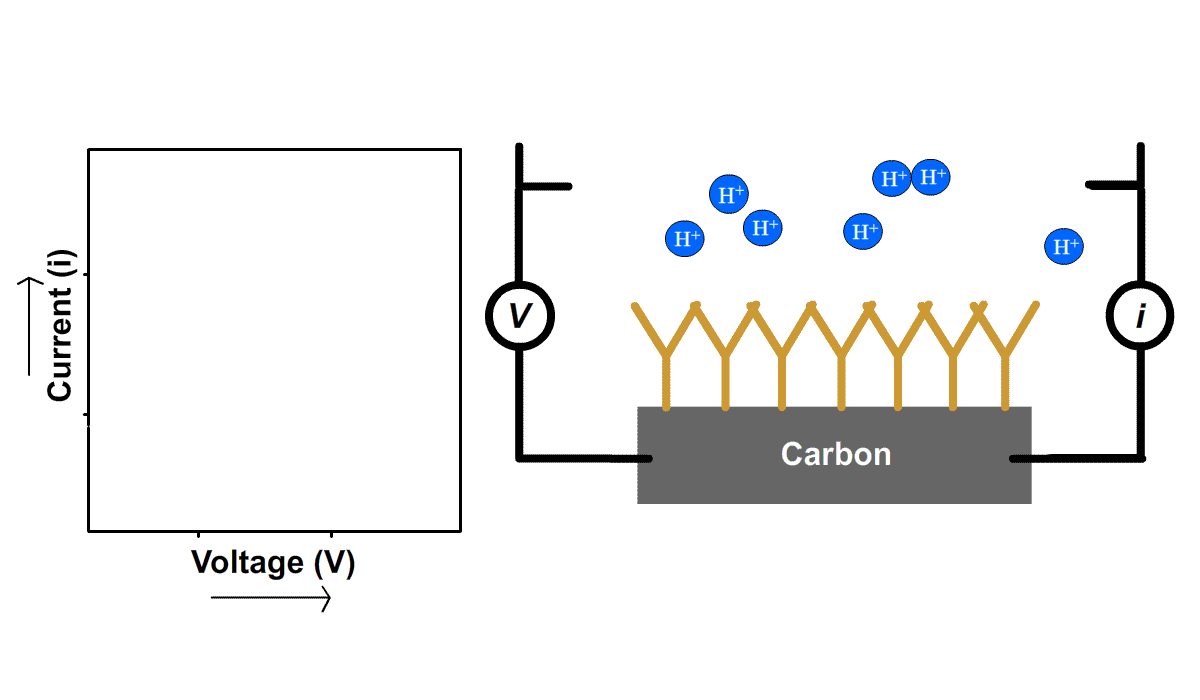 Current (i)
Voltage (V)
V
H⁺
H⁺
H⁺
H⁺
H⁺
H⁺
H⁺
i
Carbon